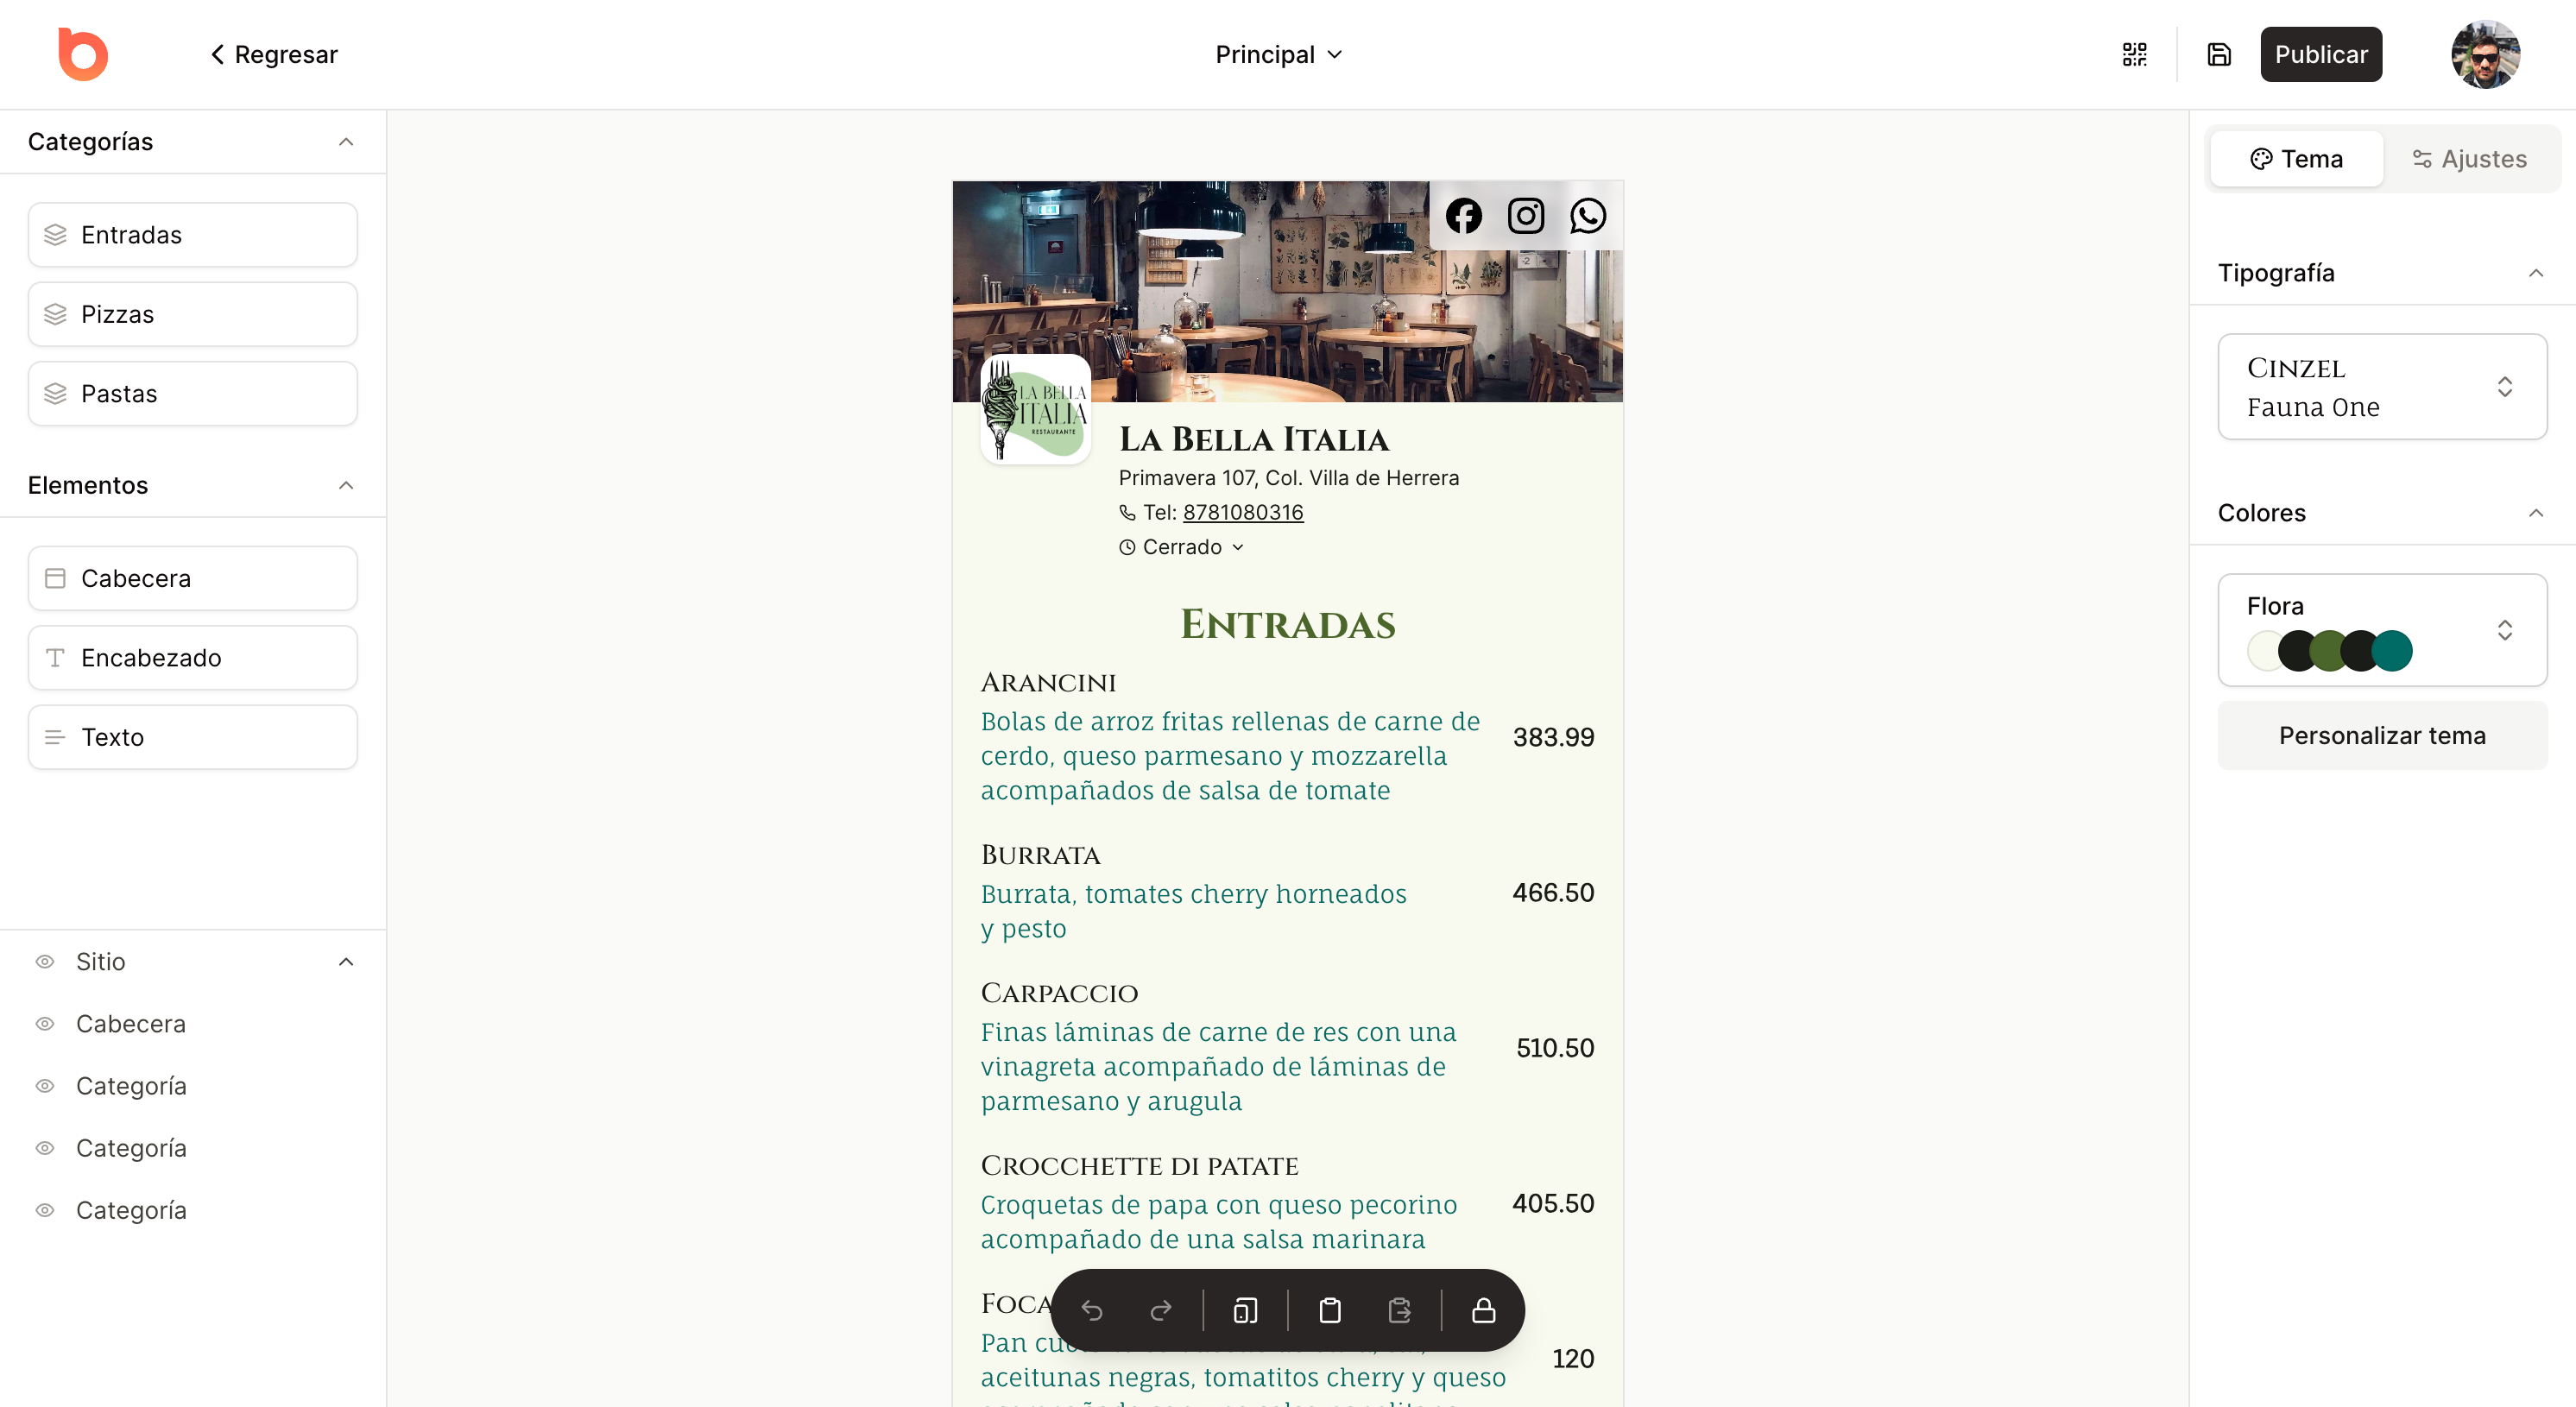 Regresar
Principal
Publicar
Categorías
Entradas
Pizzas
Pastas
Elementos
Cabecera
Encabezado
Texto
Sitio
Cabecera
Categoría
Categoría
Categoría
LA BELLA
ITALIA
RESTAURANTE
La Bella Italia
Primavera 107, Col. Villa de Herrera
Tel: 8781080316
Cerrado
Entradas
Arancini
Bolas de arroz fritas rellenas de carne de
cerdo, queso parmesano y mozzarella
acompañados de salsa de tomate
383.99
Burrata
Burrata, tomates cherry horneados
y pesto
466.50
Carpaccio
Finas láminas de carne de res con una
vinagreta acompañado de láminas de
parmesano y arugula
510.50
Crocchette di patate
Croquetas de papa con queso pecorino
acompañado de una salsa marinara
405.50
Pan
aceitunas negras, tomatitos cherry y queso
120
Tema
Ajustes
Tipografía
Cinzel
Fauna One
Colores
Flora
Personalizar tema